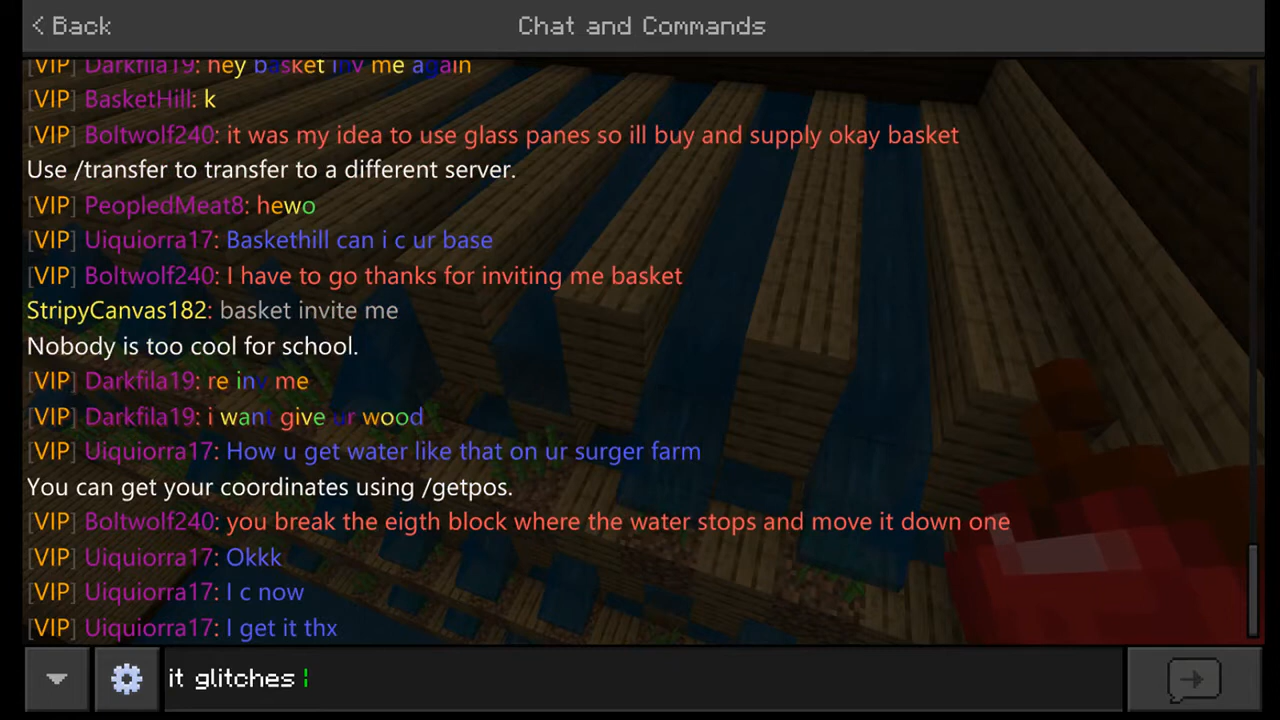 Back
Chat and Commands
[VIP] Darkfila19: hey basket inv me again
[VIP] BasketHill: k
[VIP] Boltwolf240: it was my idea to use glass panes so ill buy and supply okay basket
Use /transfer to transfer to a different server.
[VIP] PeopledMeat8: hewo
[VIP] Uiquiorra17: Baskethill can i c ur base
[VIP] Boltwolf240: I have to go thanks for inviting me basket
StripyCanvas182: basket invite me
Nobody is too cool for school.
[VIP] Darkfila19: re inv me
[VIP] Darkfila19: i want give ur wood
[VIP] Uiquiorra17: How u get water like that on ur surger farm
You can get your coordinates using /getpos.
[VIP] Boltwolf240: you break the eigth block where the water stops and move it down one
[VIP] Uiquiorra17: Okkk
[VIP] Uiquiorra17: I c now
[VIP] Uiquiorra17: I get it thx
it glitches